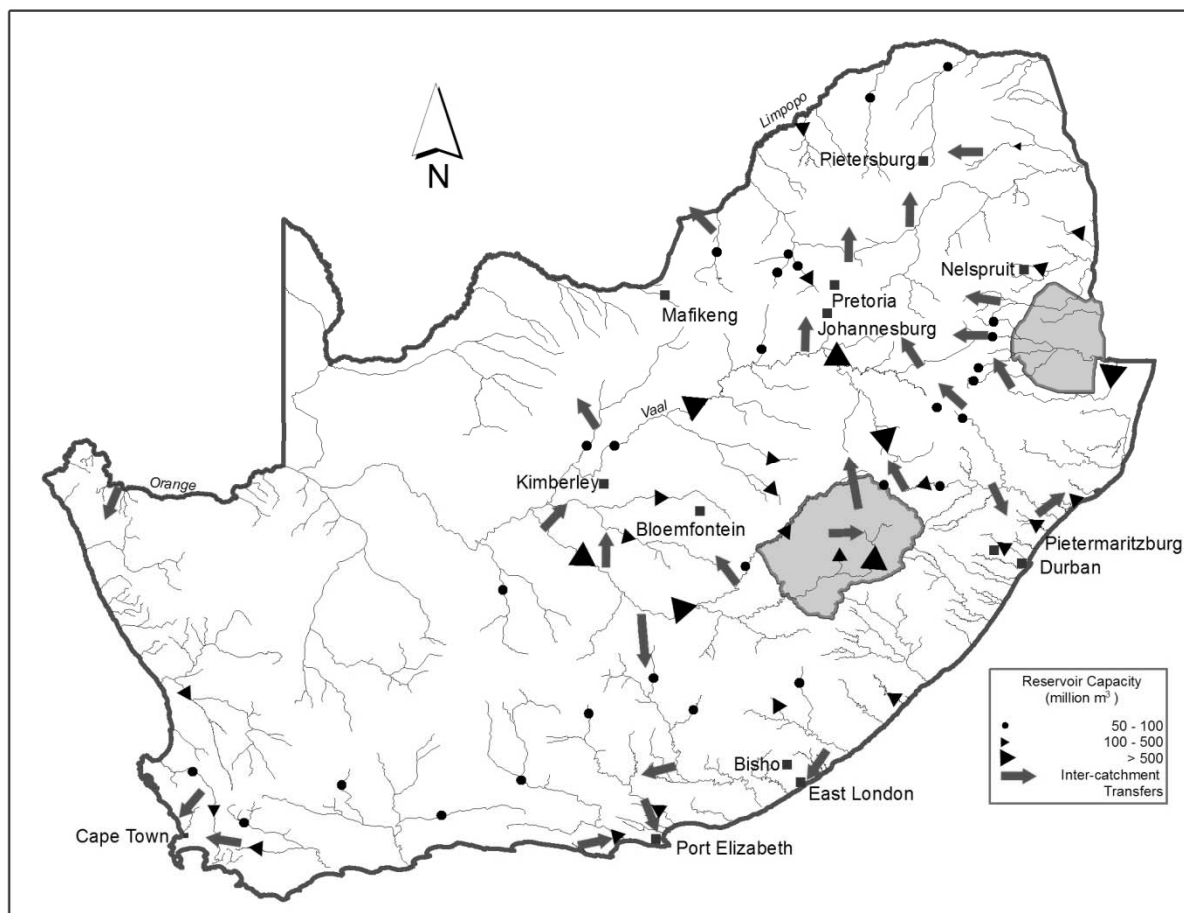 Limpopo
Pietersburg
N
Nelspruit
Pretoria
Mafikeng
Johannesburg
Vaal
Orange
Kimberley
Bloemfontein
Pietermaritzburg
Durban
Reservoir Capacity
(million m³)
50 - 100
100 - 500
> 500
Inter-catchment
Transfers
Bisho
East London
Cape Town
Port Elizabeth